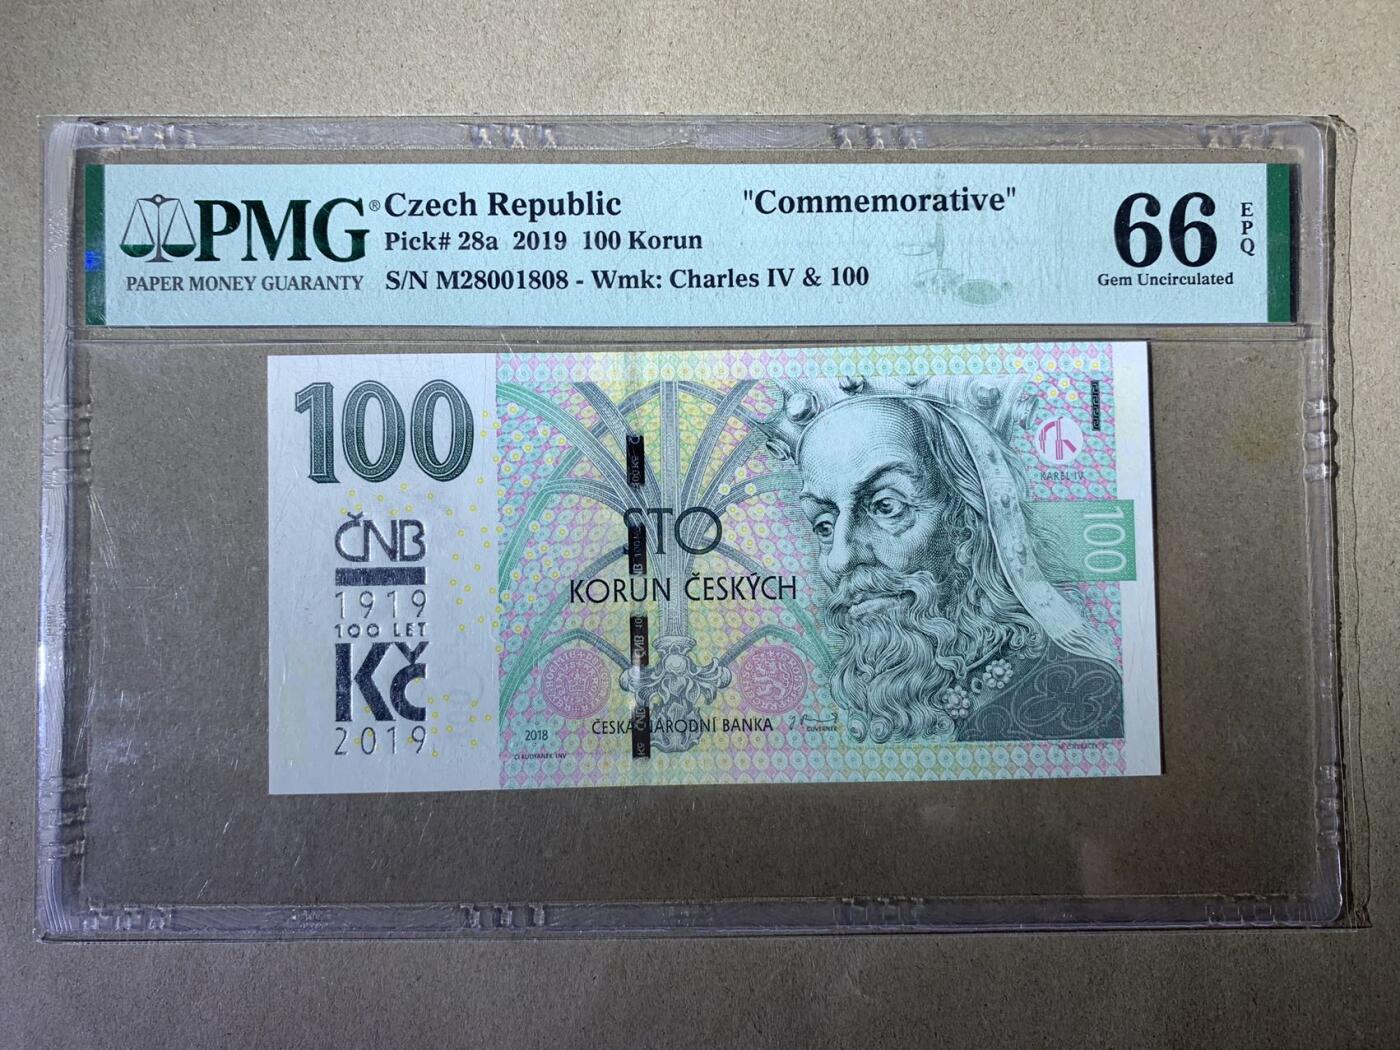 PMG®
PAPER MONEY GUARANTY
Czech Republic "Commemorative"
Pick# 28a 2019 100 Korun
S/N M28001808 - Wmk: Charles IV & 100
66
EPQ
Gem Uncirculated
100
ČNB
1919
100 LET
Kč
2019
STO
KORUN ČESKÝCH
ČESKÁ NÁRODNÍ BANKA
GUVERNÉR
2018
KAREL IV
100